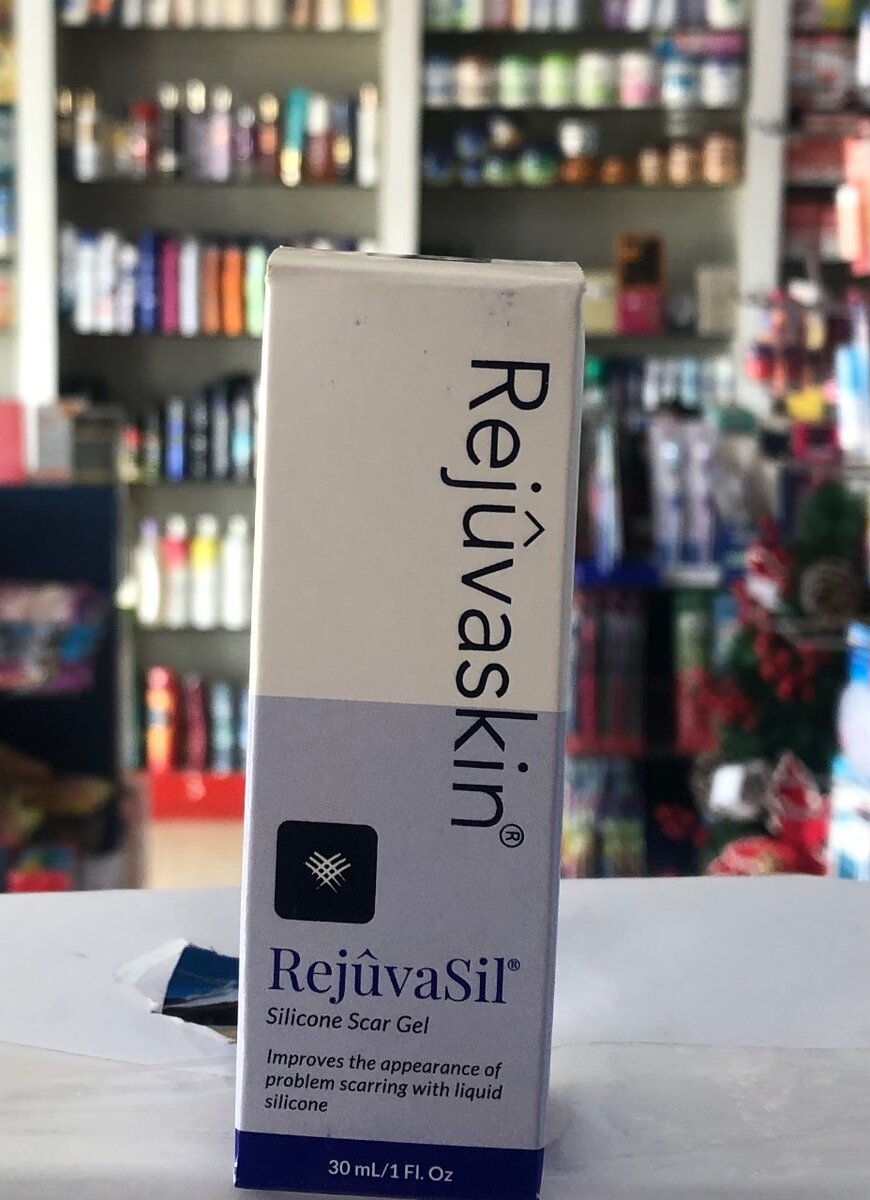 Rejûvaskin®
RejûvaSil®
Silicone Scar Gel
Improves the appearance of
problem scarring with liquid
silicone
30 mL/1 Fl. Oz